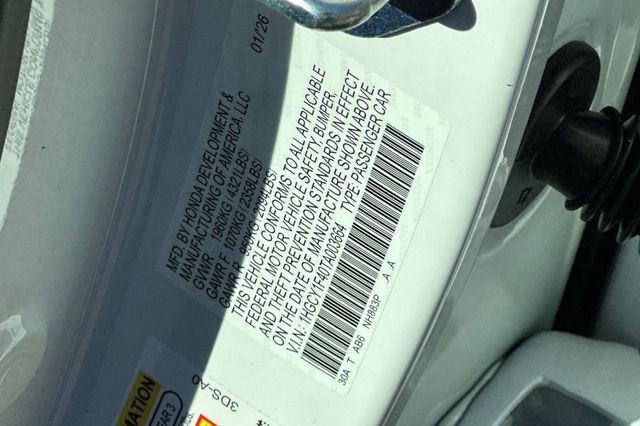 01/26
MFD. BY HONDA DEVELOPMENT &
MANUFACTURING OF AMERICA, LLC
GVWR 1960KG (4321LBS)
GAWR F 1070KG (2358LBS)
GAWR R
THIS VEHICLE CONFORMS TO ALL APPLICABLE
FEDERAL MOTOR VEHICLE SAFETY, BUMPER,
AND THEFT PREVENTION STANDARDS IN EFFECT
ON THE DATE OF MANUFACTURE SHOWN ABOVE.
V.I.N.: 1HGCY1F40TA003664 TYPE: PASSENGER CAR
30A T AB6 NH883P .A .A
3DS-A0